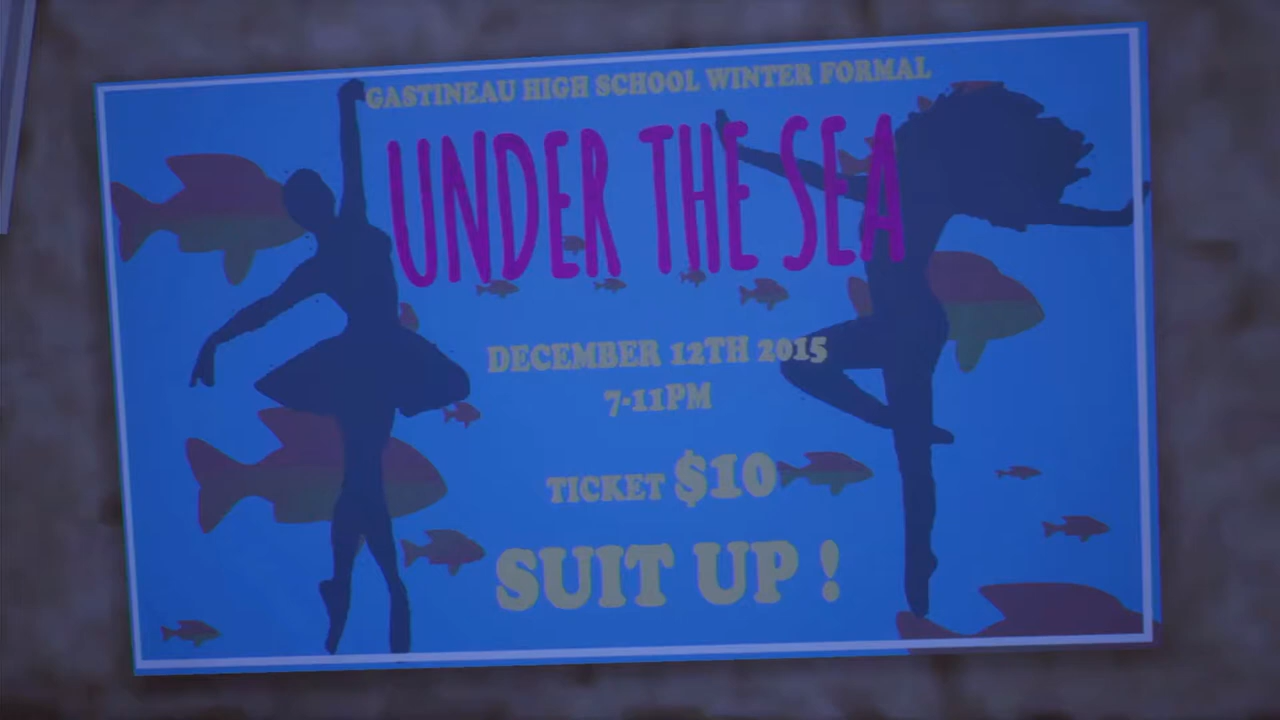 GASTINEAU HIGH SCHOOL WINTER FORMAL
UNDER THE SEA
DECEMBER 12TH 2015
7-11PM
TICKET $10
SUIT UP !